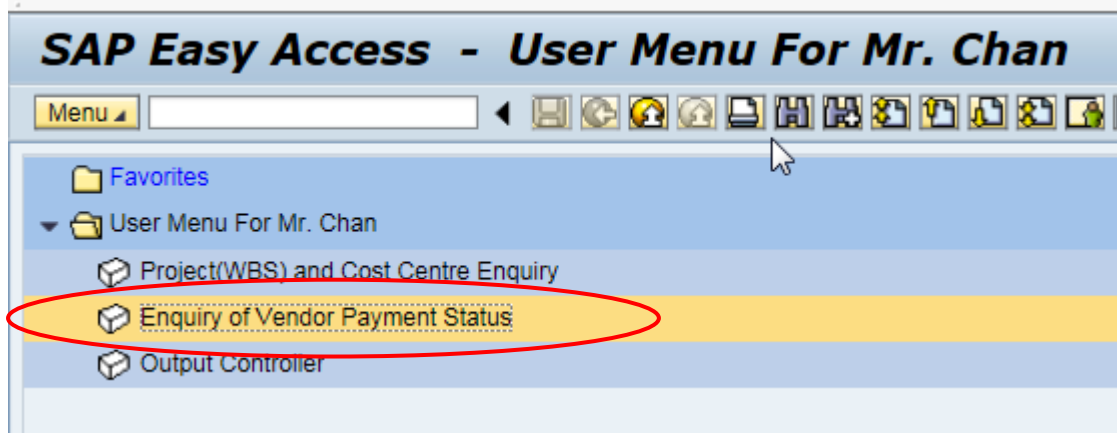 SAP Easy Access - User Menu For Mr. Chan
Menu
Favorites
User Menu For Mr. Chan
Project(WBS) and Cost Centre Enquiry
Enquiry of Vendor Payment Status
Output Controller